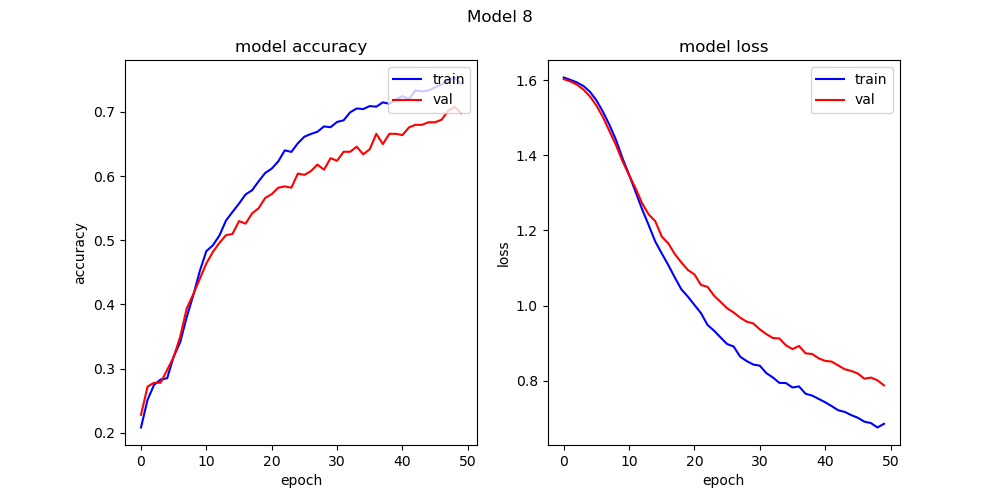 Model 8
model accuracy
train
val
0.7
0.6
0.5
0.4
0.3
0.2
accuracy
0 10 20 30 40 50
epoch
model loss
train
val
1.6
1.4
1.2
1.0
0.8
loss
0 10 20 30 40 50
epoch